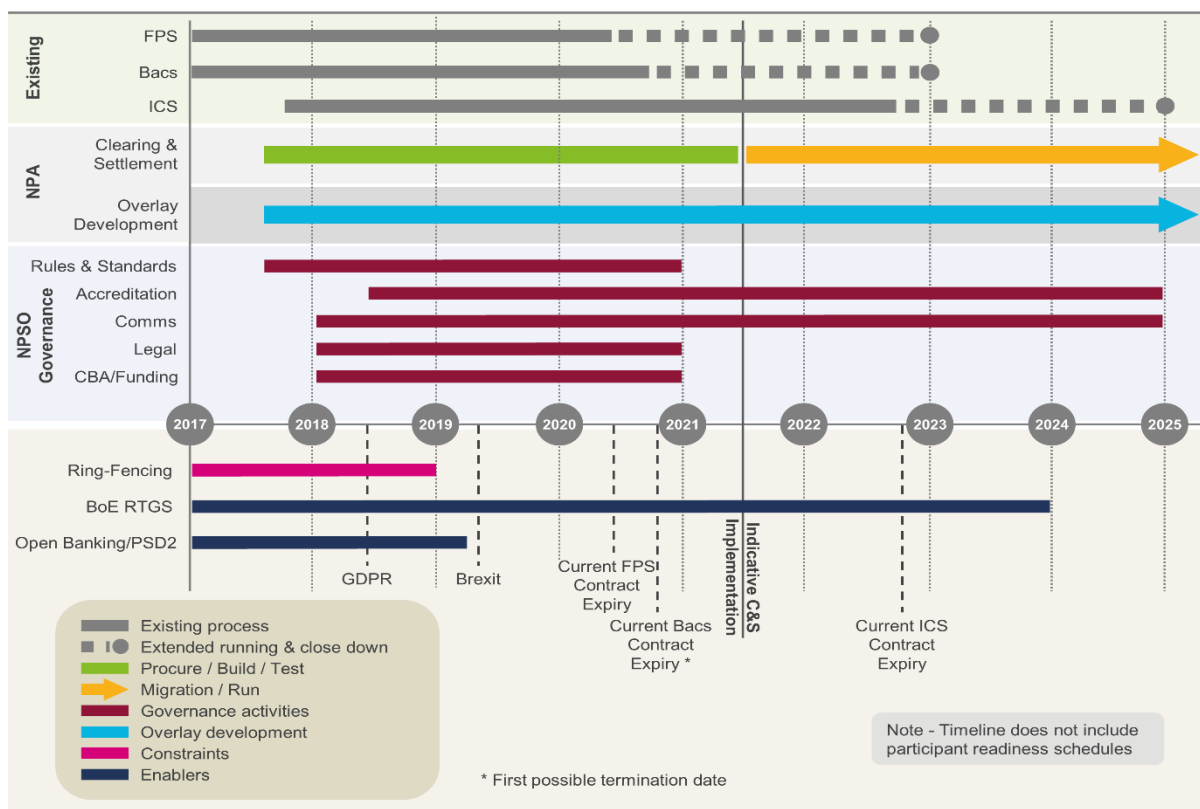 Existing
FPS
Bacs
ICS
NPA
Clearing &
Settlement
Overlay
Development
NPSO
Governance
Rules & Standards
Accreditation
Comms
Legal
CBA/Funding
2017
2018
2019
2020
2021
2022
2023
2024
2025
Ring-Fencing
BoE RTGS
Open Banking/PSD2
GDPR
Brexit
Current FPS
Contract
Expiry
Current Bacs
Contract
Expiry *
Indicative C&S
Implementation
Current ICS
Contract
Expiry
Existing process
Extended running & close down
Procure / Build / Test
Migration / Run
Governance activities
Overlay development
Constraints
Enablers
* First possible termination date
Note - Timeline does not include
participant readiness schedules